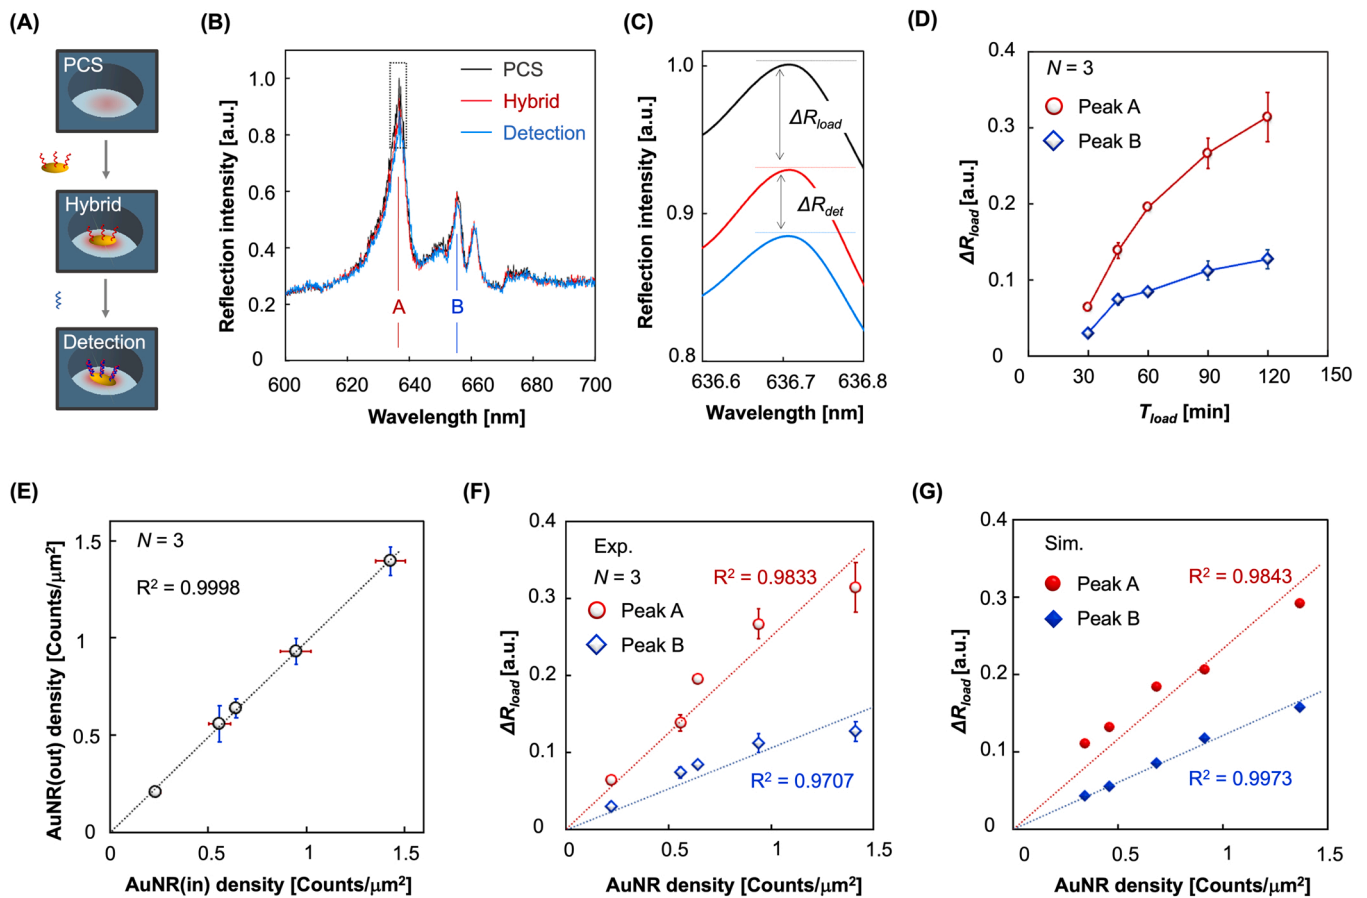 (A)
PCS
Hybrid
Detection
(B)
Reflection intensity [a.u.]
1.0
0.8
0.6
0.4
0.2
0
PCS
Hybrid
Detection
A
B
600
620
640
660
680
700
Wavelength [nm]
(C)
Reflection intensity [a.u.]
1.0
0.9
0.8
ΔR_load
ΔR_det
636.6
636.7
636.8
Wavelength [nm]
(D)
ΔR_load [a.u.]
0.4
0.3
0.2
0.1
0
N = 3
Peak A
Peak B
0
30
60
90
120
150
T_load [min]
(E)
AuNR(out) density [Counts/μm²]
1.5
1
0.5
0
N = 3
R² = 0.9998
0
0.5
1
1.5
AuNR(in) density [Counts/μm²]
(F)
ΔR_load [a.u.]
0.4
0.3
0.2
0.1
0
Exp.
N = 3
Peak A
Peak B
R² = 0.9833
R² = 0.9707
0
0.5
1
1.5
AuNR density [Counts/μm²]
(G)
ΔR_load [a.u.]
0.4
0.3
0.2
0.1
0
Sim.
Peak A
Peak B
R² = 0.9843
R² = 0.9973
0
0.5
1
1.5
AuNR density [Counts/μm²]